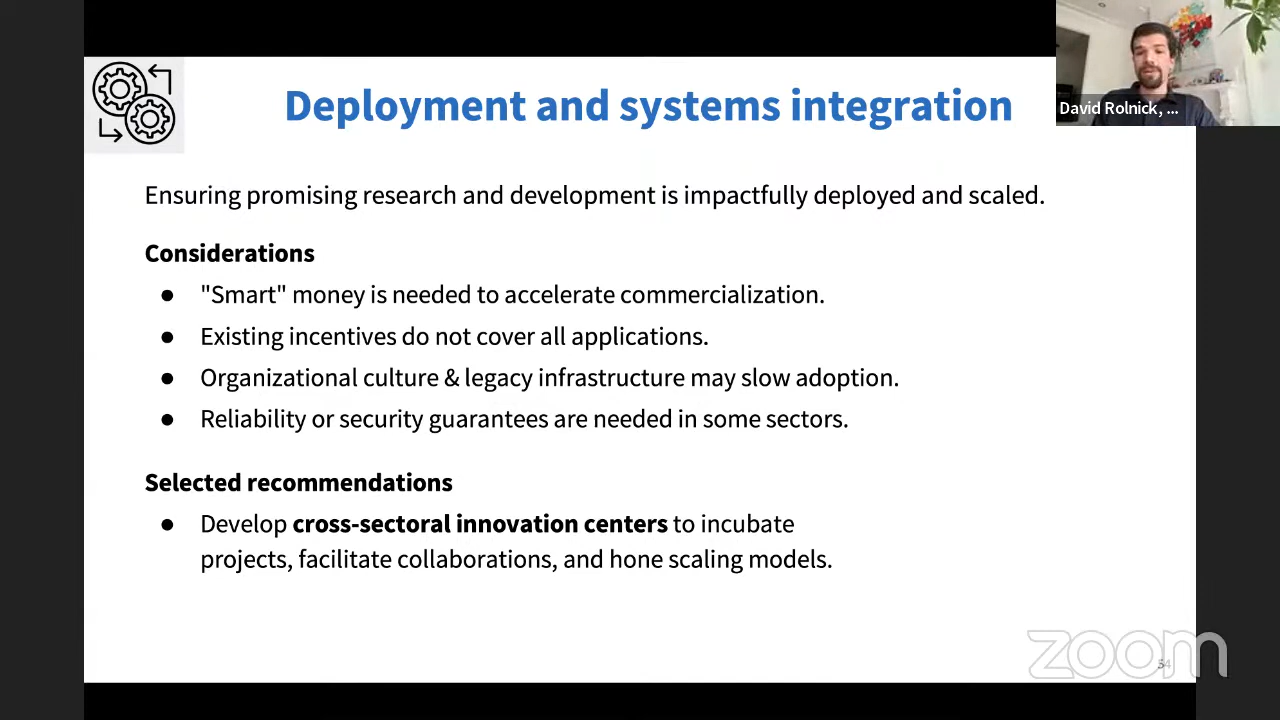 Deployment and systems integration
David Rolnick, ...
Ensuring promising research and development is impactfully deployed and scaled.
Considerations
● "Smart" money is needed to accelerate commercialization.
● Existing incentives do not cover all applications.
● Organizational culture & legacy infrastructure may slow adoption.
● Reliability or security guarantees are needed in some sectors.
Selected recommendations
● Develop cross-sectoral innovation centers to incubate
projects, facilitate collaborations, and hone scaling models.
zoom
54